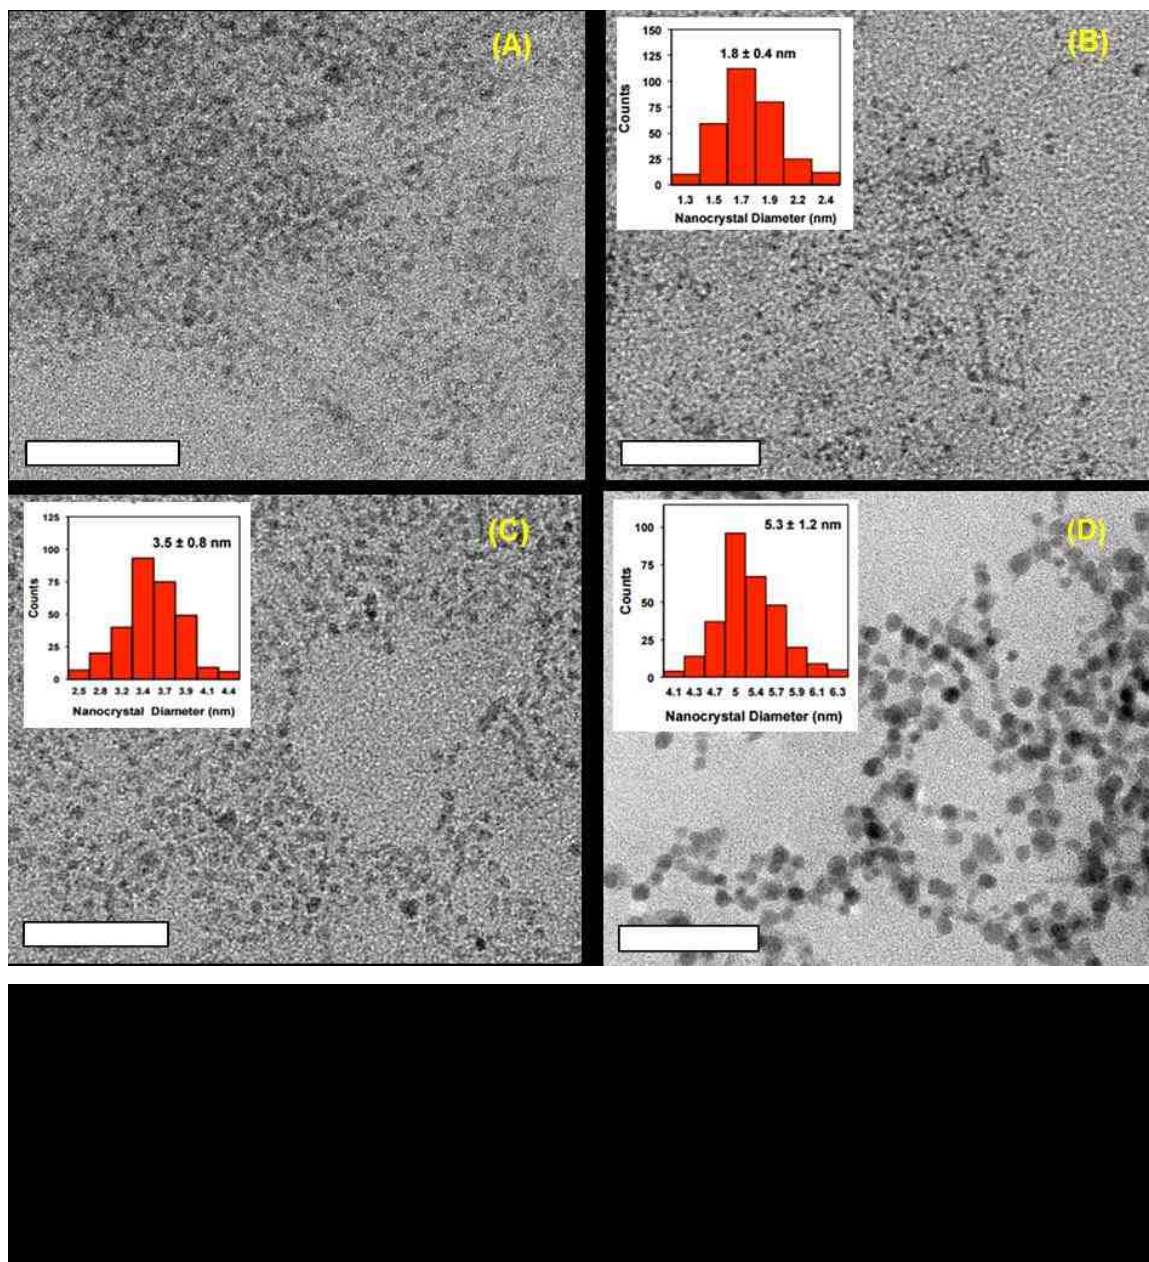 (A)
(B)
150
125
100
75
50
25
0
Counts
1.8 ± 0.4 nm
1.3 1.5 1.7 1.9 2.2 2.4
Nanocrystal Diameter (nm)
(C)
125
100
75
50
25
0
Counts
3.5 ± 0.8 nm
2.5 2.8 3.2 3.4 3.7 3.9 4.1 4.4
Nanocrystal Diameter (nm)
(D)
100
75
50
25
0
Counts
5.3 ± 1.2 nm
4.1 4.3 4.7 5 5.4 5.7 5.9 6.1 6.3
Nanocrystal Diameter (nm)